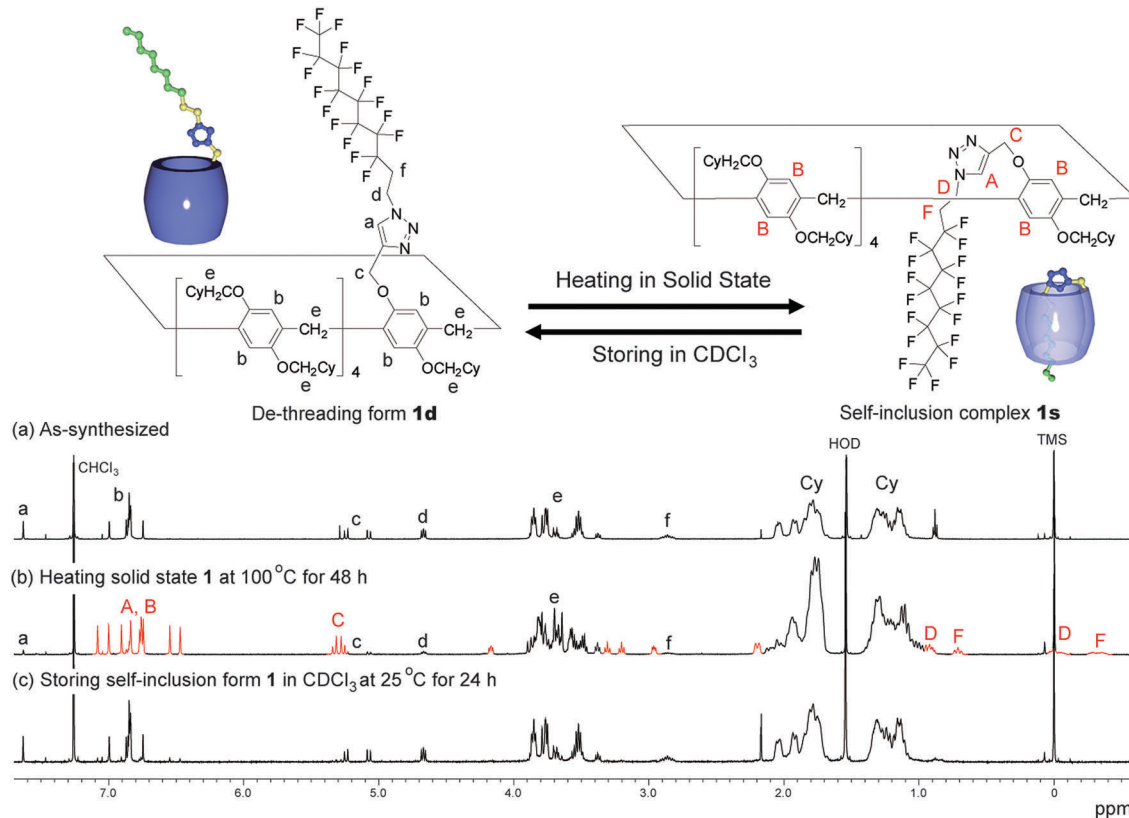 F F
F F
F F
F F
F F
F F
F F
F F
F
f
d
N
a
N
N
c
e
CyH₂CO
b
CH₂
e
b
O
b
CH₂
e
b
OCH₂Cy
e
4
b
OCH₂Cy
e
De-threading form 1d
Heating in Solid State
Storing in CDCl₃
C
N
N
N
O
D
A
CyH₂CO
B
CH₂
B
CH₂
B
OCH₂Cy
4
B
OCH₂Cy
F
F F
F F
F F
F F
F F
F F
F F
F F
F
Self-inclusion complex 1s
(a) As-synthesized
HOD
TMS
CHCl₃
a
b
c
d
e
f
Cy
Cy
(b) Heating solid state 1 at 100 °C for 48 h
a
A, B
C
c
d
e
f
D
F
D
F
(c) Storing self-inclusion form 1 in CDCl₃ at 25 °C for 24 h
7.0 6.0 5.0 4.0 3.0 2.0 1.0 0
ppm